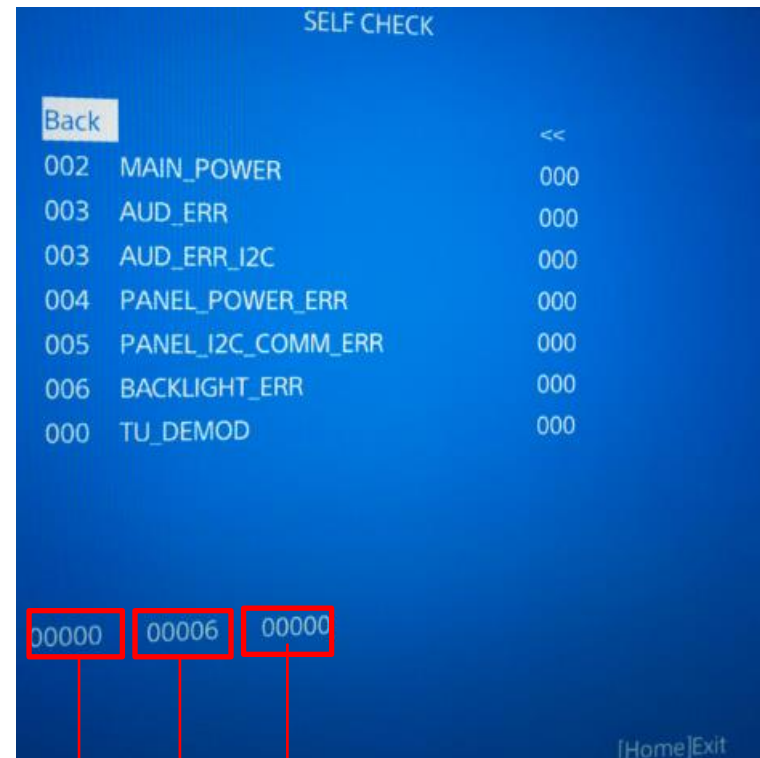 SELF CHECK
Back <<
002 MAIN_POWER 000
003 AUD_ERR 000
003 AUD_ERR_I2C 000
004 PANEL_POWER_ERR 000
005 PANEL_I2C_COMM_ERR 000
006 BACKLIGHT_ERR 000
000 TU_DEMOD 000
00000 00006 00000
[Home]Exit